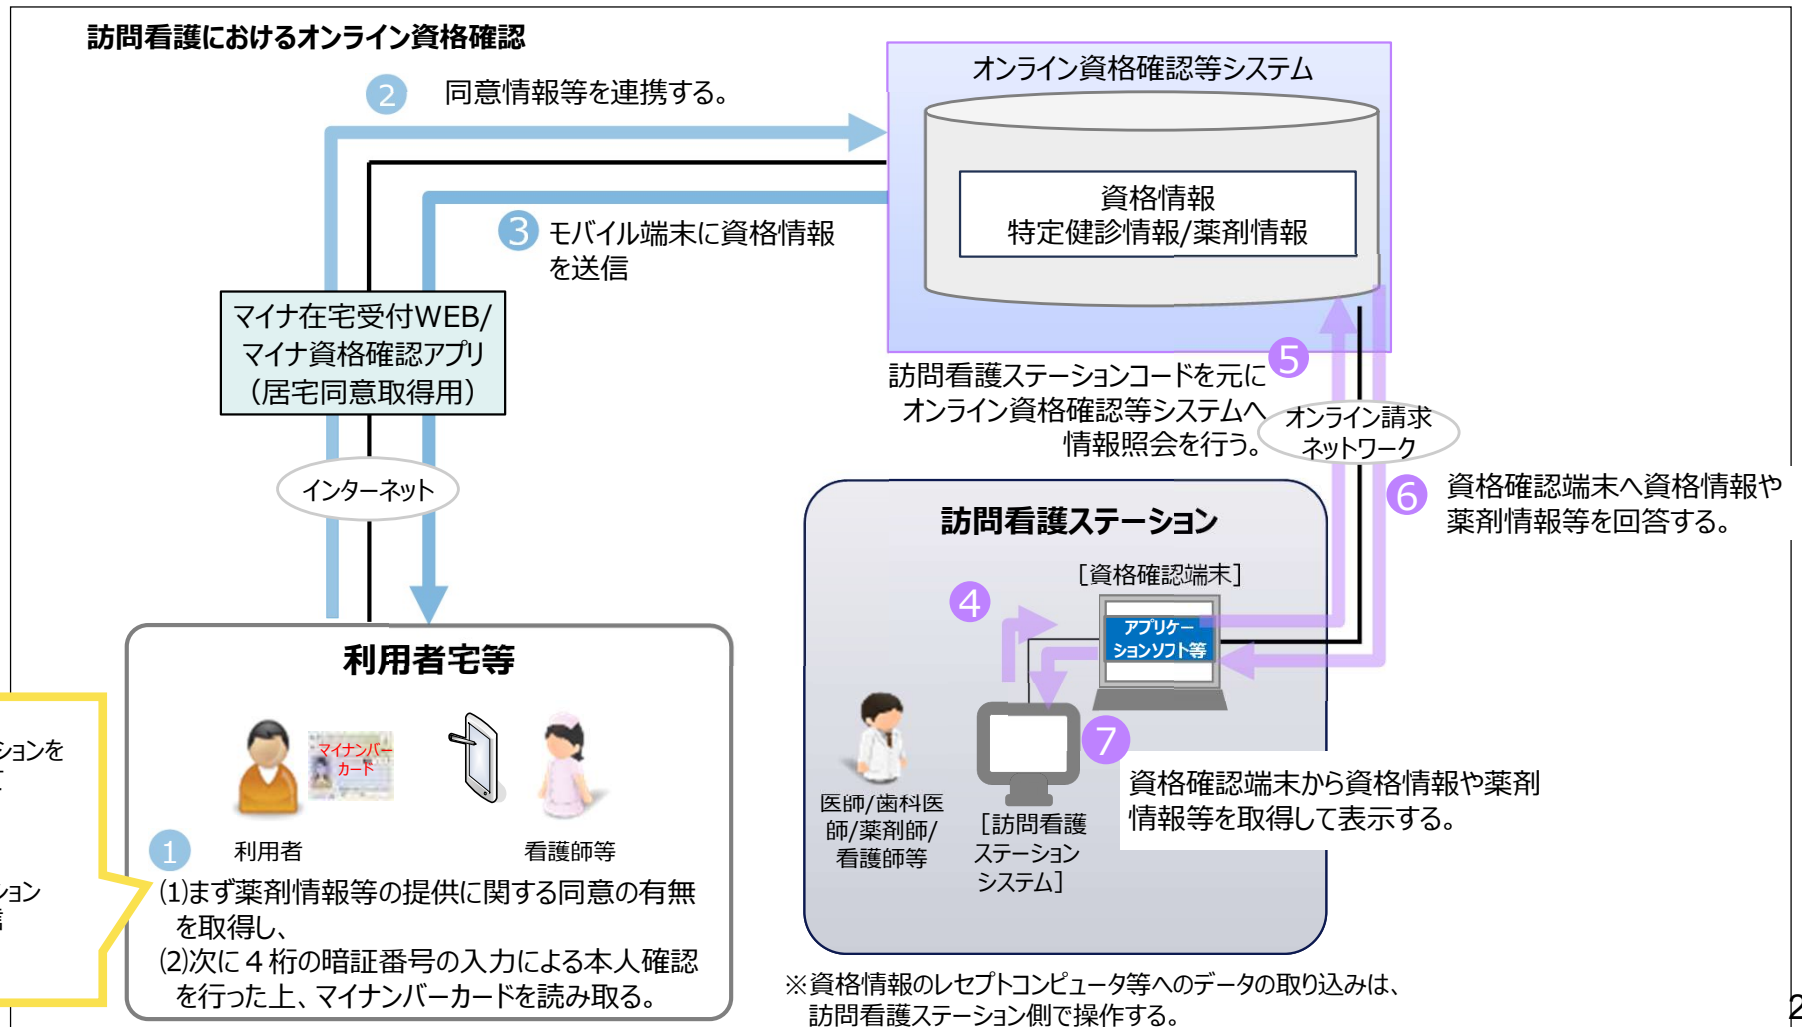 訪問看護におけるオンライン資格確認
オンライン資格確認等システム
2
同意情報等を連携する。
資格情報
特定健診情報/薬剤情報
3
モバイル端末に資格情報
を送信
マイナ在宅受付WEB/
マイナ資格確認アプリ
（居宅同意取得用）
5
訪問看護ステーションコードを元に
オンライン資格確認等システムへ
情報照会を行う。
オンライン請求
ネットワーク
インターネット
6
資格確認端末へ資格情報や
薬剤情報等を回答する。
訪問看護ステーション
［資格確認端末］
4
アプリケー
ションソフト等
利用者宅等
マイナンバー
カード
7
資格確認端末から資格情報や薬剤
情報等を取得して表示する。
医師/歯科医
師/薬剤師/
看護師等
［訪問看護
ステーション
システム］
1
利用者
看護師等
⑴まず薬剤情報等の提供に関する同意の有無
を取得し、
⑵次に４桁の暗証番号の入力による本人確認
を行った上、マイナンバーカードを読み取る。
※資格情報のレセプトコンピュータ等へのデータの取り込みは、
訪問看護ステーション側で操作する。
ションを
ション
2